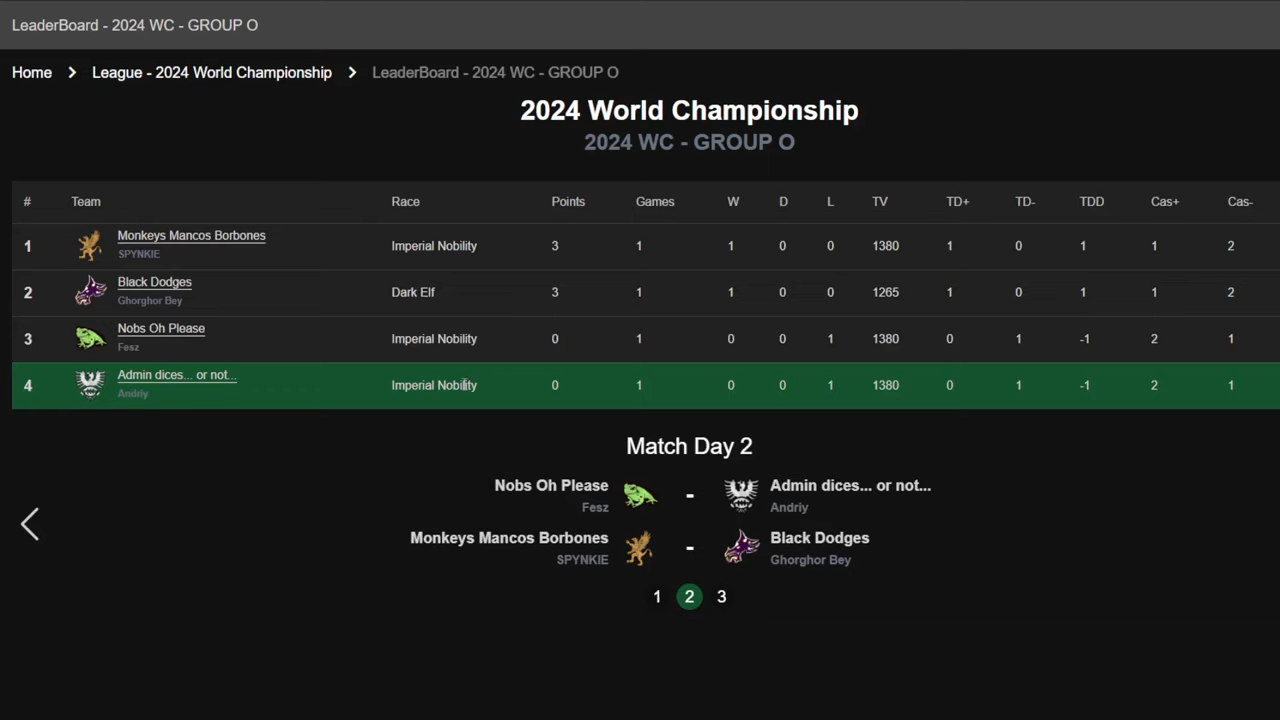 LeaderBoard - 2024 WC - GROUP O
Home > League - 2024 World Championship > LeaderBoard - 2024 WC - GROUP O
2024 World Championship
2024 WC - GROUP O
# Team Race Points Games W D L TV TD+ TD- TDD Cas+ Cas-
1 Monkeys Mancos Borbones Imperial Nobility 3 1 1 0 0 1380 1 0 1 1 2
SPYNKIE
2 Black Dodges Dark Elf 3 1 1 0 0 1265 1 0 1 1 2
Ghorghor Bey
3 Nobs Oh Please Imperial Nobility 0 1 0 0 1 1380 0 1 -1 2 1
Fesz
4 Admin dices... or not... Imperial Nobility 0 1 0 0 1 1380 0 1 -1 2 1
Andriy
Match Day 2
Nobs Oh Please - Admin dices... or not...
Fesz Andriy
Monkeys Mancos Borbones - Black Dodges
SPYNKIE Ghorghor Bey
1 2 3